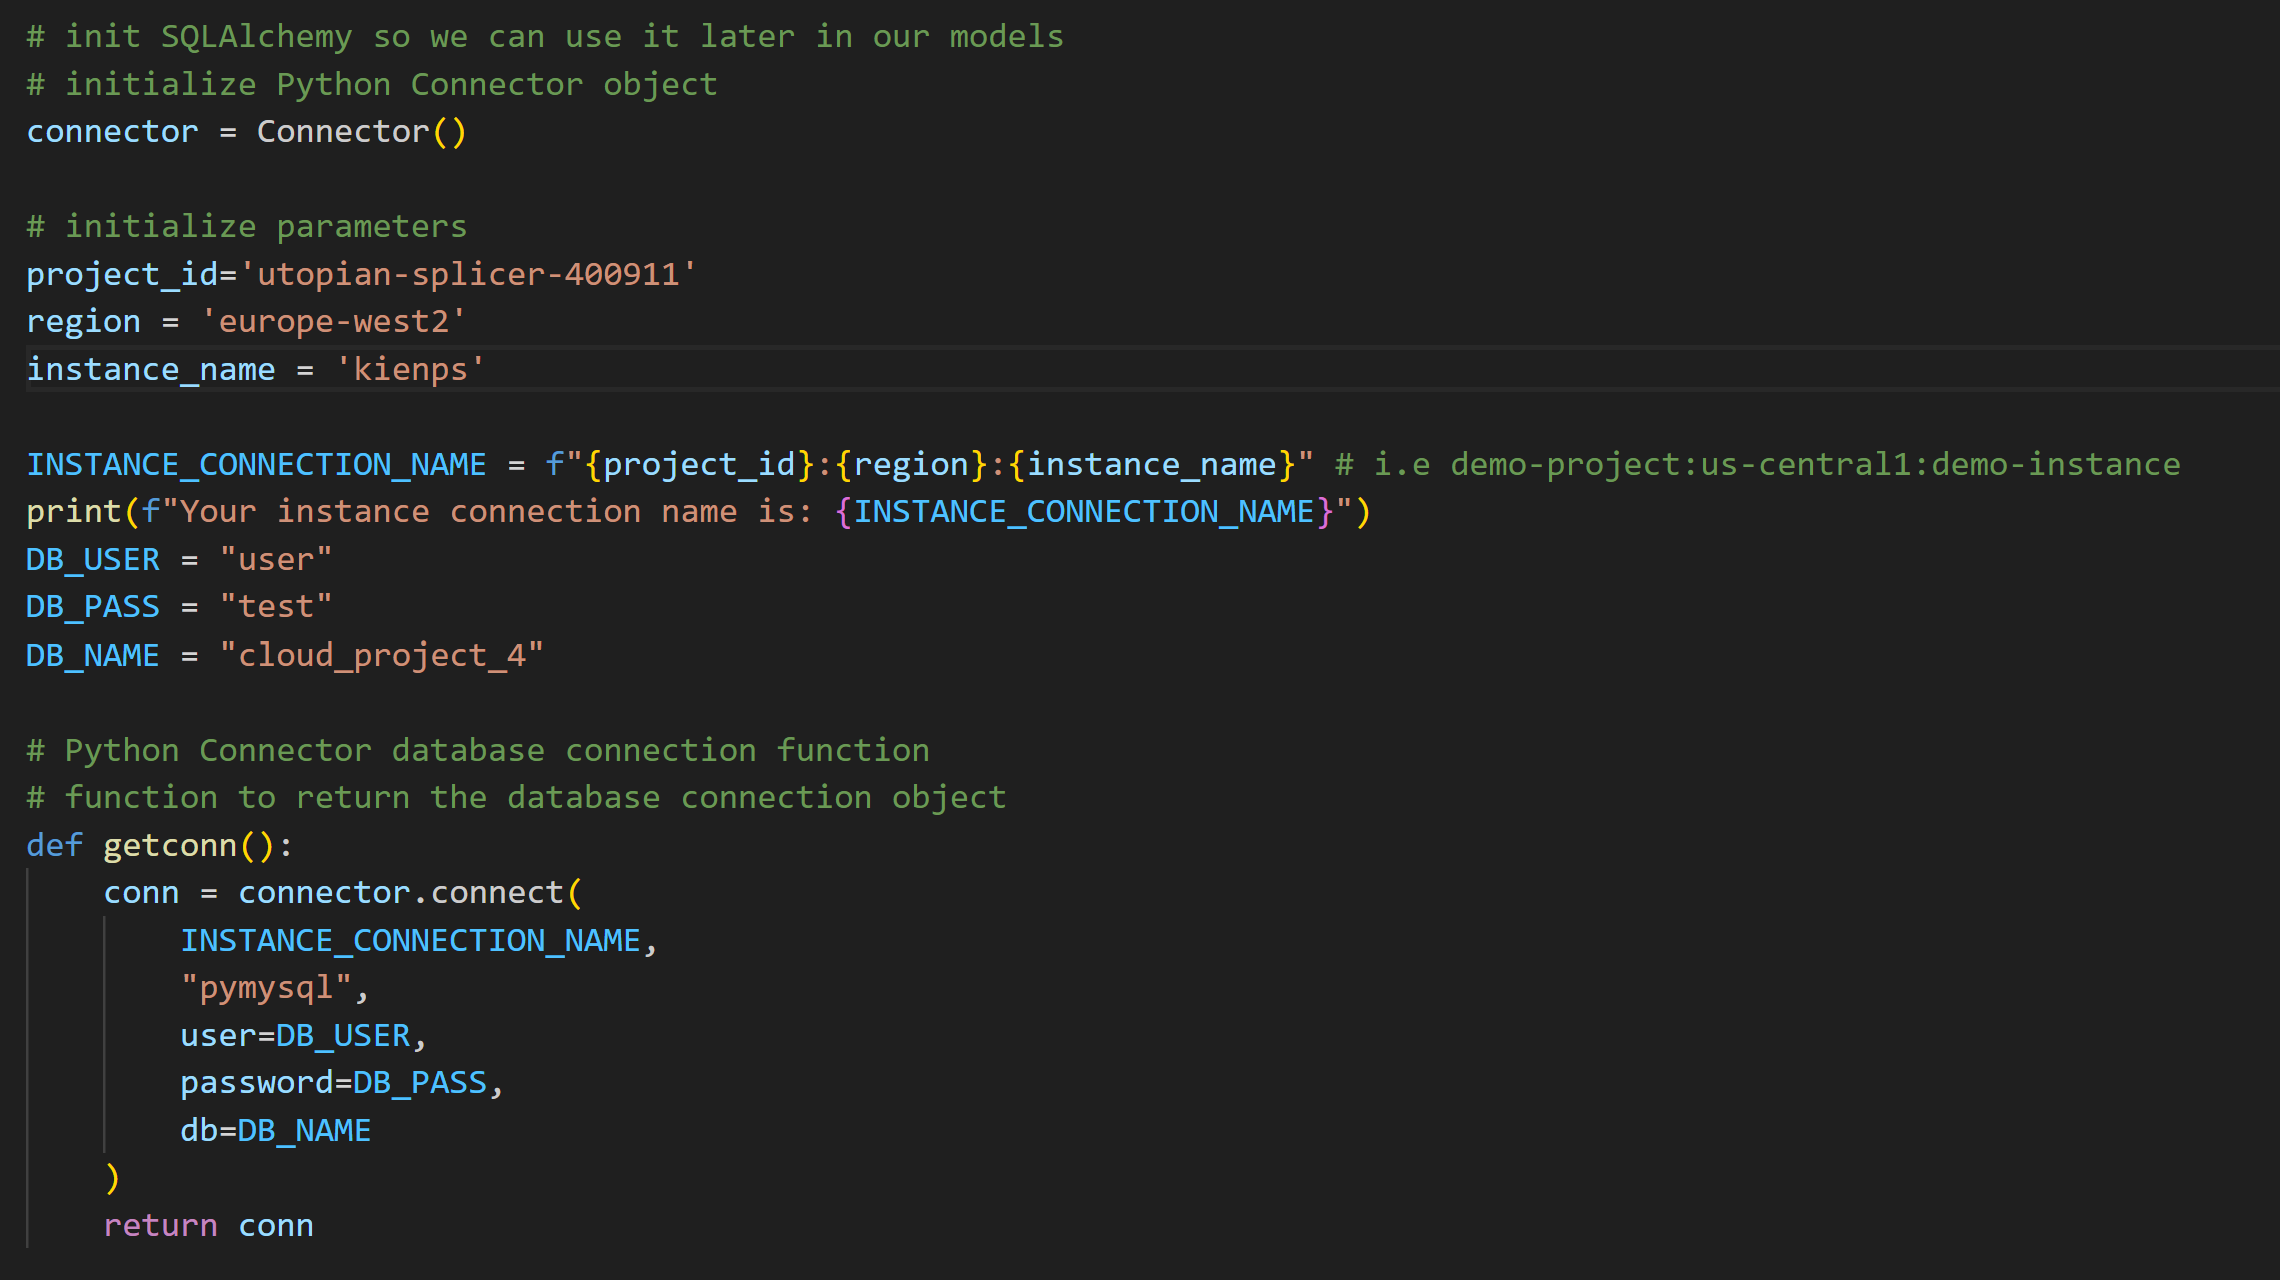 # init SQLAlchemy so we can use it later in our models
# initialize Python Connector object
connector = Connector()
# initialize parameters
project_id='utopian-splicer-400911'
region = 'europe-west2'
instance_name = 'kienps'
INSTANCE_CONNECTION_NAME = f"{project_id}:{region}:{instance_name}" # i.e demo-project:us-central1:demo-instance
print(f"Your instance connection name is: {INSTANCE_CONNECTION_NAME}")
DB_USER = "user"
DB_PASS = "test"
DB_NAME = "cloud_project_4"
# Python Connector database connection function
# function to return the database connection object
def getconn():
    conn = connector.connect(
        INSTANCE_CONNECTION_NAME,
        "pymysql",
        user=DB_USER,
        password=DB_PASS,
        db=DB_NAME
    )
    return conn